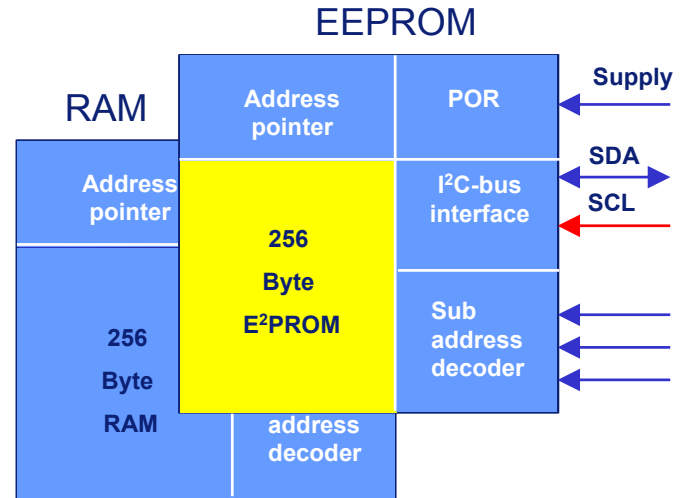 EEPROM
RAM
Address
pointer
POR
Supply
SDA
I²C-bus
interface
SCL
256
Byte
E²PROM
Sub
address
decoder
Address
pointer
256
Byte
RAM
address
decoder